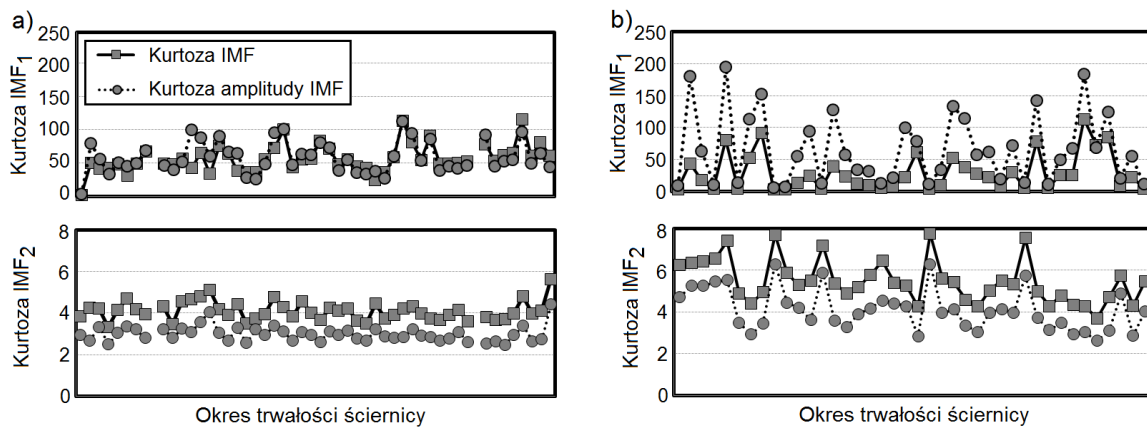 a)
Kurtoza IMF1
250
200
150
100
50
0
Kurtoza IMF
Kurtoza amplitudy IMF
Kurtoza IMF2
8
6
4
2
0
Okres trwałości ściernicy
b)
Kurtoza IMF1
250
200
150
100
50
0
Kurtoza IMF2
8
6
4
2
0
Okres trwałości ściernicy